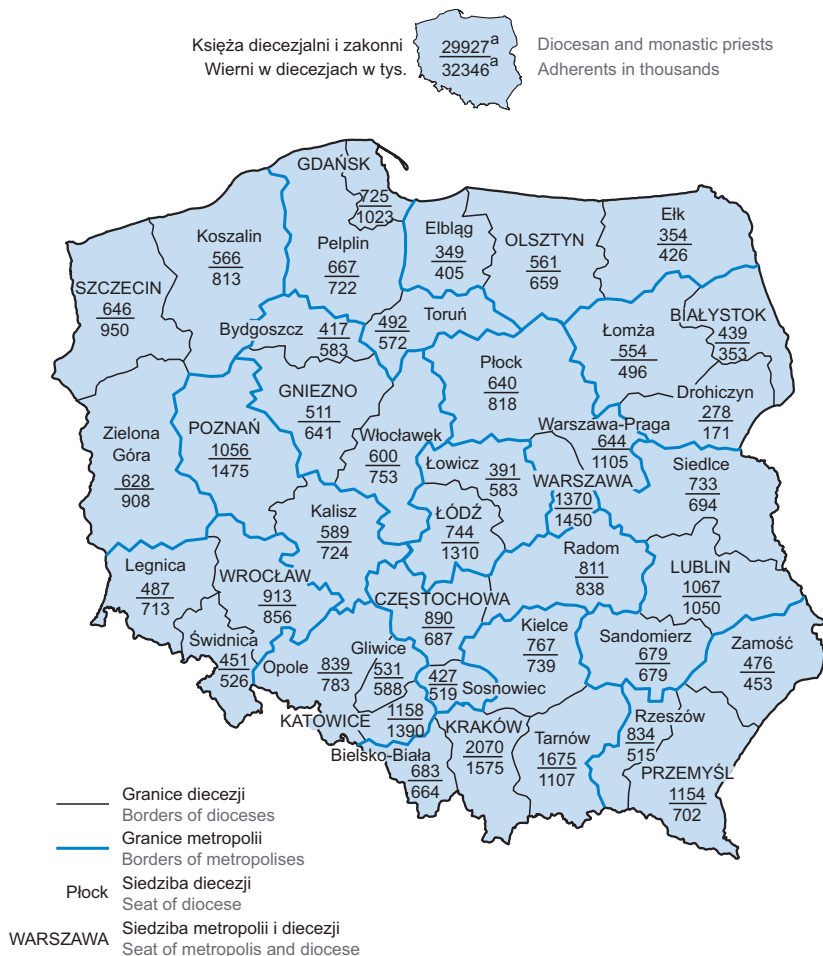 Księża diecezjalni i zakonni
Wierni w diecezjach w tys.
29927a
32346a
Diocesan and monastic priests
Adherents in thousands
GDAŃSK
725
1023
Koszalin
566
813
Pelplin
667
722
Elbląg
349
405
OLSZTYN
561
659
Ełk
354
426
SZCZECIN
646
950
Bydgoszcz
417
583
492
572
Toruń
Łomża
554
496
BIAŁYSTOK
439
353
Płock
640
818
Drohiczyn
278
171
Zielona
Góra
628
908
POZNAŃ
1056
1475
GNIEZNO
511
641
Włocławek
600
753
Łowicz
391
583
Warszawa-Praga
644
1105
WARSZAWA
1370
1450
Siedlce
733
694
Kalisz
589
724
ŁÓDŹ
744
1310
Radom
811
838
LUBLIN
1067
1050
Legnica
487
713
WROCŁAW
913
856
CZĘSTOCHOWA
890
687
Kielce
767
739
Sandomierz
679
679
Zamość
476
453
Świdnica
451
526
Opole
839
783
Gliwice
531
588
427
519
Sosnowiec
KATOWICE
1158
1390
Bielsko-Biała
683
664
KRAKÓW
2070
1575
Tarnów
1675
1107
Rzeszów
834
515
PRZEMYŚL
1154
702
Granice diecezji
Borders of dioceses
Granice metropolii
Borders of metropolises
Płock
Siedziba diecezji
Seat of diocese
WARSZAWA
Siedziba metropolii i diecezji
Seat of metropolis and diocese